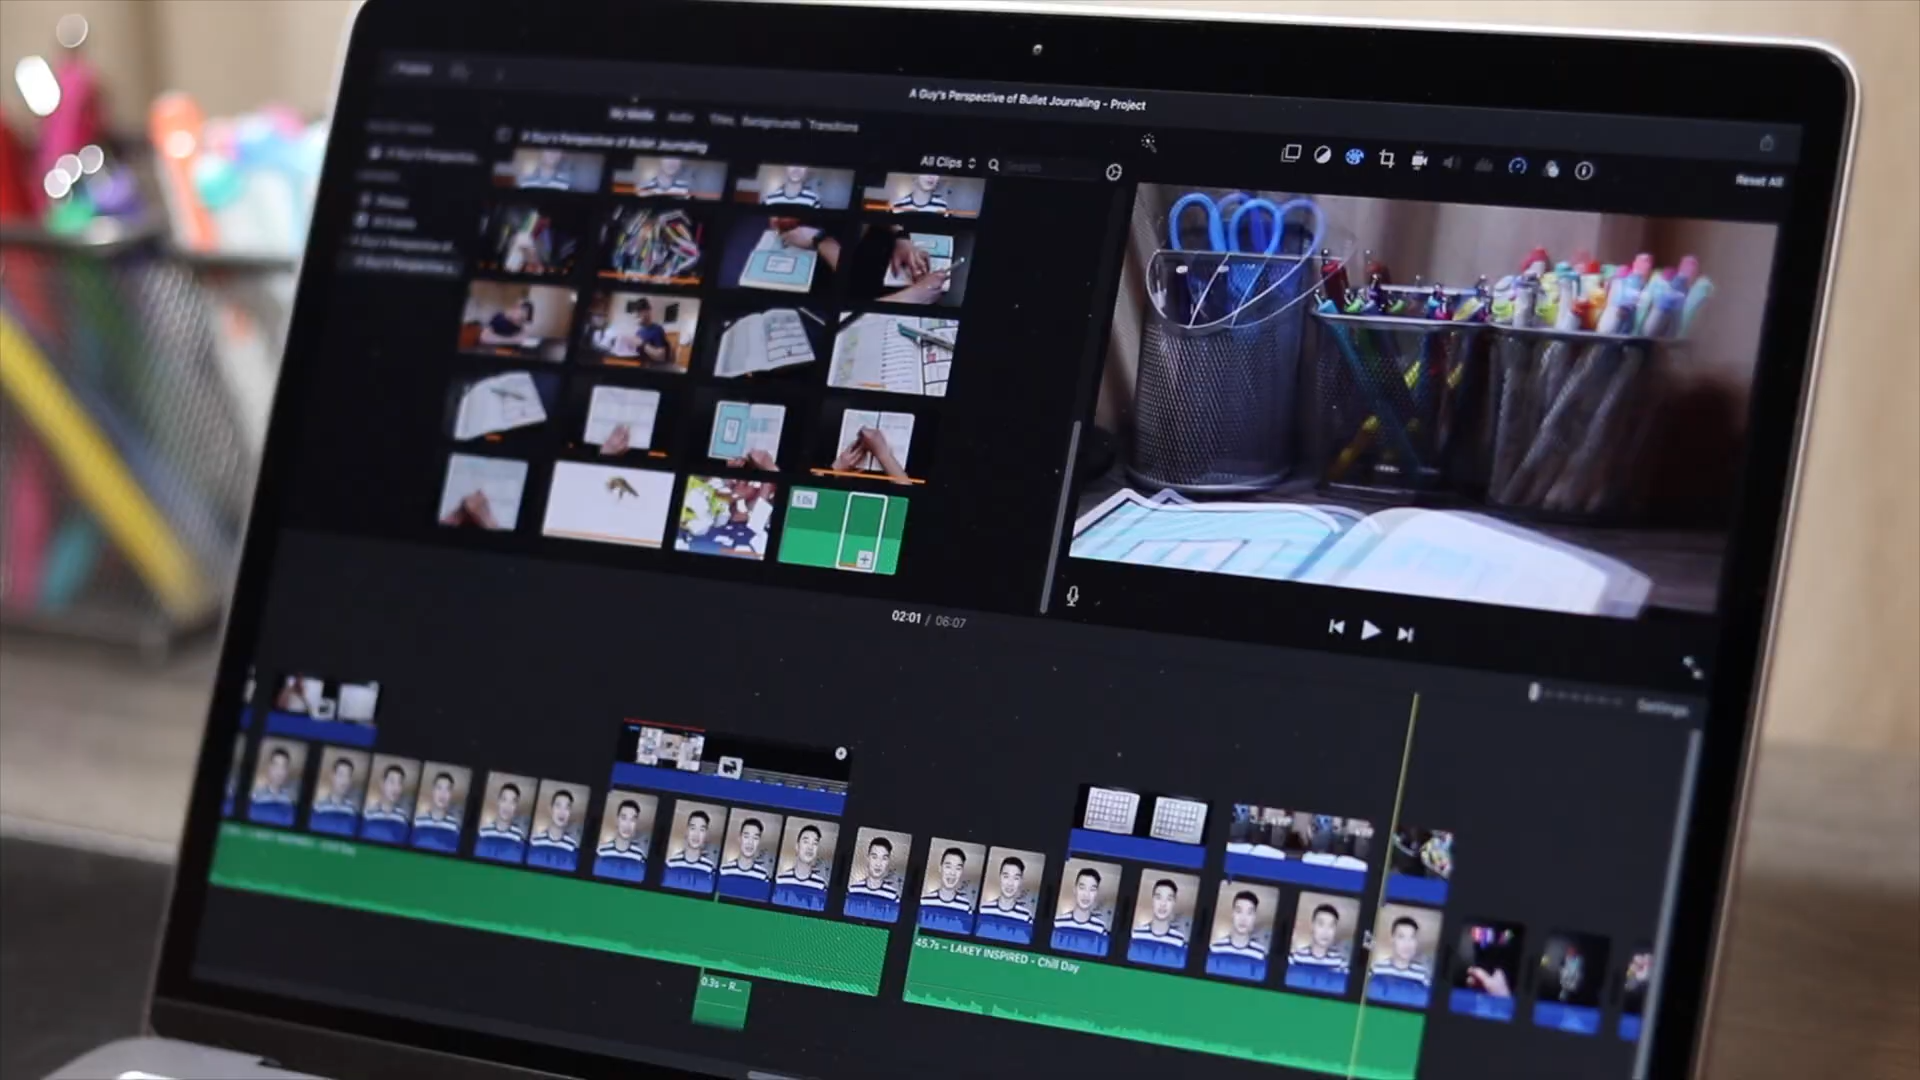 A Guy's Perspective of Bullet Journaling - Project
My Media Audio Titles Backgrounds Transitions
A Guy's Perspective of Bullet Journaling
All Clips
Search
Reset All
1.0s
02:01 / 06:07
Settings
45.7s – LAKEY INSPIRED - Chill Day
0.3s – R...